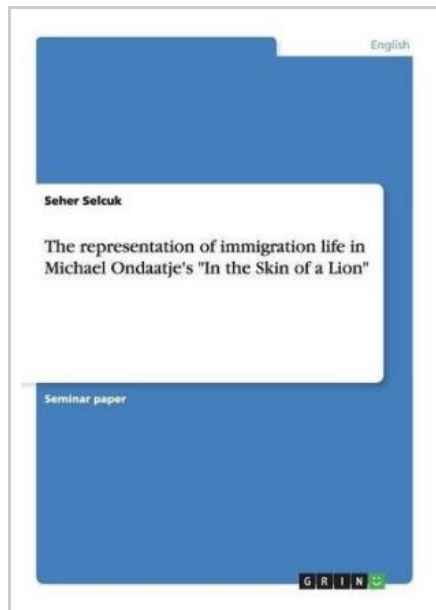 English
Seher Selcuk
The representation of immigration life in
Michael Ondaatje's "In the Skin of a Lion"
Seminar paper
GRIN